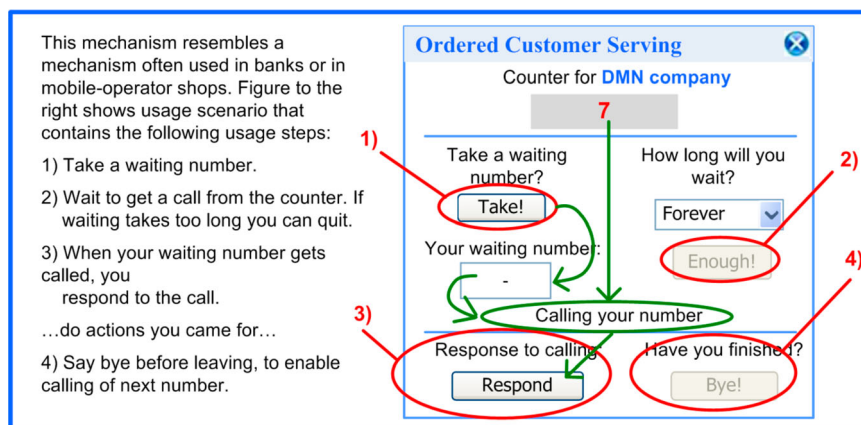 This mechanism resembles a
mechanism often used in banks or in
mobile-operator shops. Figure to the
right shows usage scenario that
contains the following usage steps:
1) Take a waiting number.
2) Wait to get a call from the counter. If
waiting takes too long you can quit.
3) When your waiting number gets
called, you
respond to the call.
…do actions you came for…
4) Say bye before leaving, to enable
calling of next number.
Ordered Customer Serving
Counter for DMN company
7
1)
Take a waiting
number?
Take!
How long will you
wait?
2)
Forever
Enough!
Your waiting number:
-
4)
3)
Calling your number
Response to calling
Respond
Have you finished?
Bye!